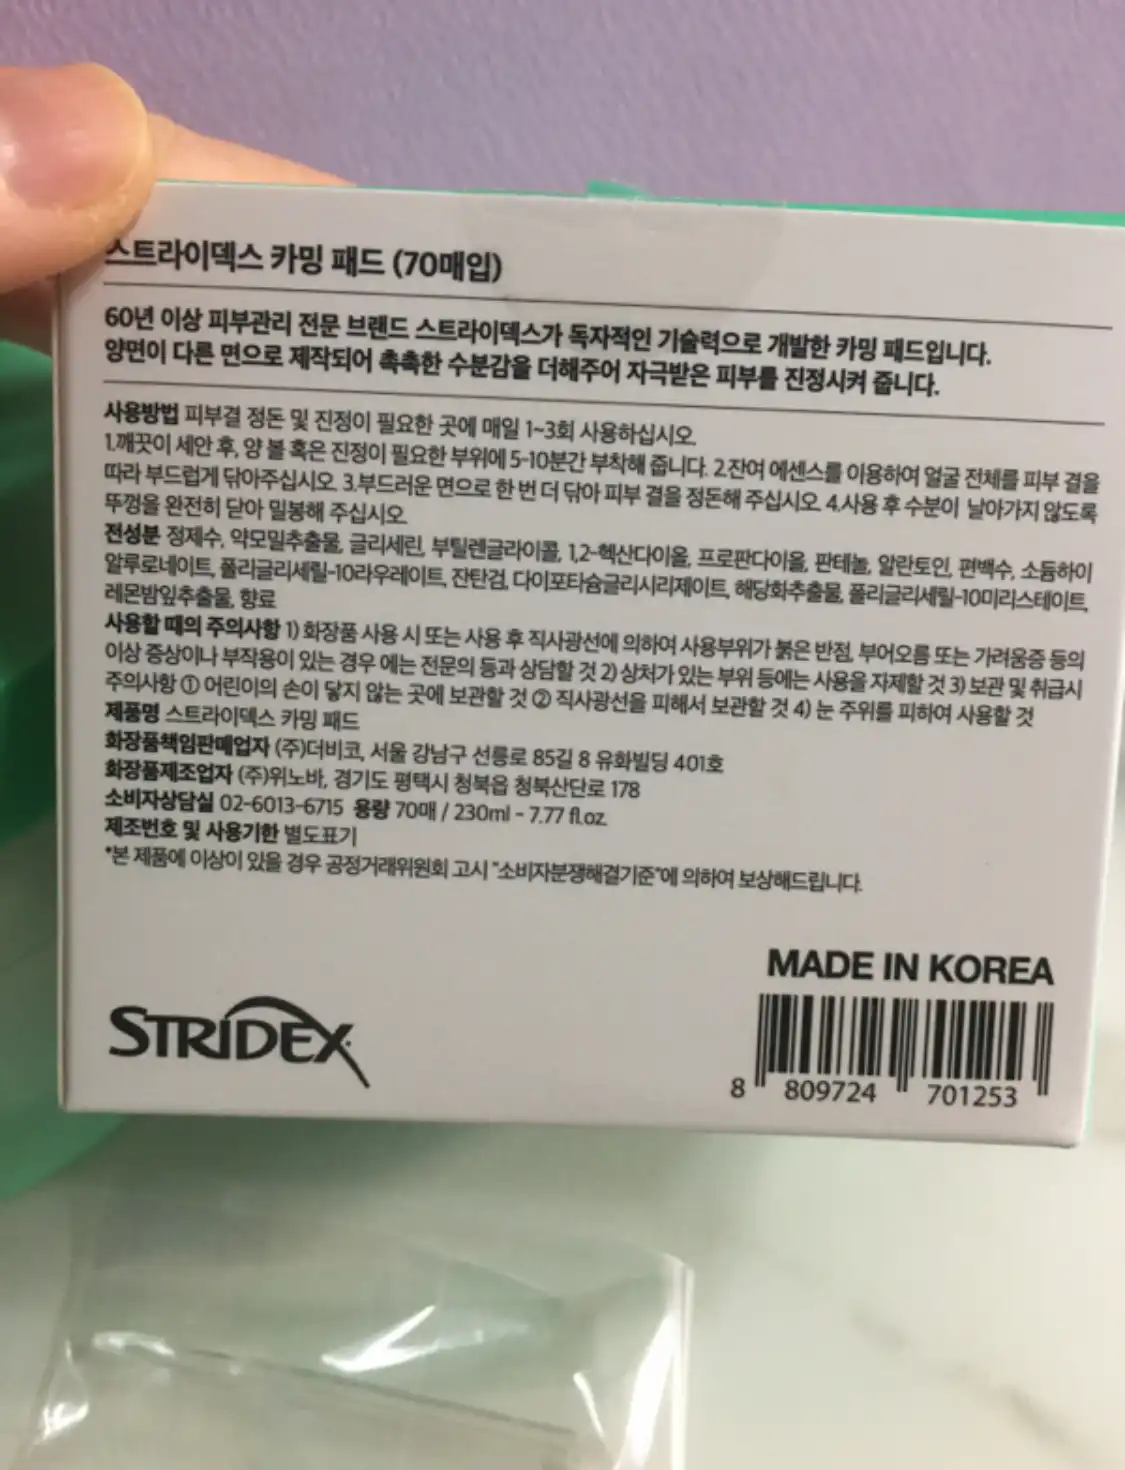 스트라이덱스 카밍 패드 (70매입)
60년 이상 피부관리 전문 브랜드 스트라이덱스가 독자적인 기술력으로 개발한 카밍 패드입니다.
양면이 다른 면으로 제작되어 촉촉한 수분감을 더해주어 자극받은 피부를 진정시켜 줍니다.
사용방법 피부결 정돈 및 진정이 필요한 곳에 매일 1~3회 사용하십시오.
1.깨끗이 세안 후, 양 볼 혹은 진정이 필요한 부위에 5-10분간 부착해 줍니다. 2.잔여 에센스를 이용하여 얼굴 전체를 피부 결을
따라 부드럽게 닦아주십시오. 3.부드러운 면으로 한 번 더 닦아 피부 결을 정돈해 주십시오. 4.사용 후 수분이 날아가지 않도록
뚜껑을 완전히 닫아 밀봉해 주십시오.
전성분 정제수, 약모밀추출물, 글리세린, 부틸렌글라이콜, 1,2-헥산다이올, 프로판다이올, 판테놀, 알란토인, 편백수, 소듐하이
알루로네이트, 폴리글리세릴-10라우레이트, 잔탄검, 다이포타슘글리시리제이트, 해당화추출물, 폴리글리세릴-10미리스테이트,
레몬밤잎추출물, 향료
사용할 때의 주의사항 1) 화장품 사용 시 또는 사용 후 직사광선에 의하여 사용부위가 붉은 반점, 부어오름 또는 가려움증 등의
이상 증상이나 부작용이 있는 경우 에는 전문의 등과 상담할 것 2) 상처가 있는 부위 등에는 사용을 자제할 것 3) 보관 및 취급시
주의사항 ① 어린이의 손이 닿지 않는 곳에 보관할 것 ② 직사광선을 피해서 보관할 것 4) 눈 주위를 피하여 사용할 것
제품명 스트라이덱스 카밍 패드
화장품책임판매업자 (주)더비코, 서울 강남구 선릉로 85길 8 유화빌딩 401호
화장품제조업자 (주)위노바, 경기도 평택시 청북읍 청북산단로 178
소비자상담실 02-6013-6715 용량 70매 / 230ml - 7.77 fl.oz.
제조번호 및 사용기한 별도표기
*본 제품에 이상이 있을 경우 공정거래위원회 고시 "소비자분쟁해결기준"에 의하여 보상해드립니다.
MADE IN KOREA
STRIDEX
8 809724 701253